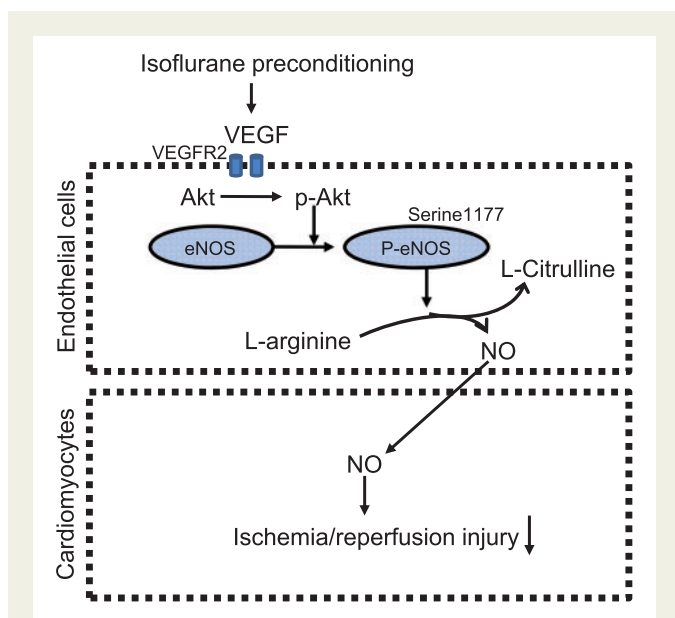 Isoflurane preconditioning
VEGF
VEGFR2
Akt
p-Akt
Serine1177
eNOS
P-eNOS
L-Citrulline
L-arginine
NO
Endothelial cells
NO
Ischemia/reperfusion injury
Cardiomyocytes